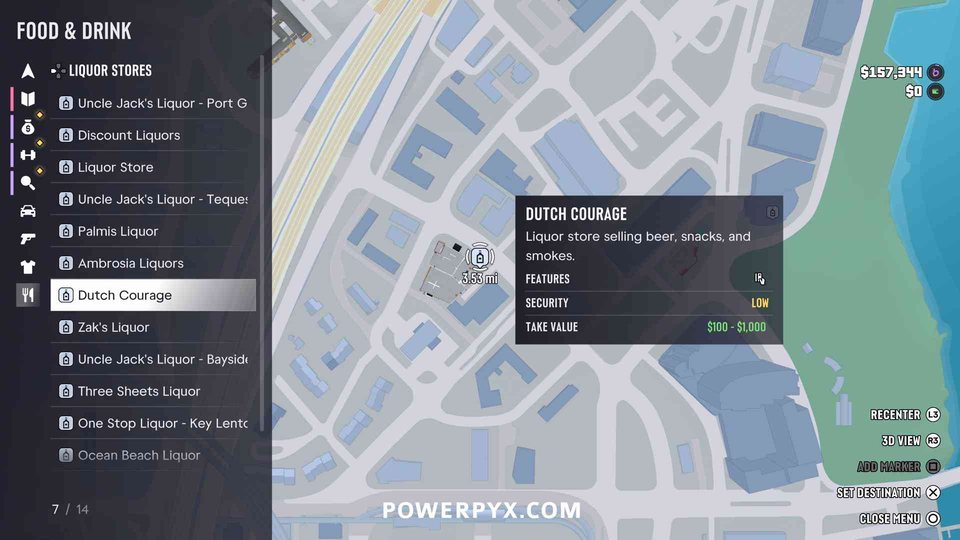 FOOD & DRINK
LIQUOR STORES
Uncle Jack's Liquor - Port G
Discount Liquors
Liquor Store
Uncle Jack's Liquor - Teques
Palmis Liquor
Ambrosia Liquors
Dutch Courage
Zak's Liquor
Uncle Jack's Liquor - Bayside
Three Sheets Liquor
One Stop Liquor - Key Lento
Ocean Beach Liquor
7 / 14
3.53 mi
DUTCH COURAGE
Liquor store selling beer, snacks, and
smokes.
FEATURES
SECURITY LOW
TAKE VALUE $100 - $1,000
$157,344
$0
RECENTER L3
3D VIEW R3
ADD MARKER
SET DESTINATION
CLOSE MENU
POWERPYX.COM